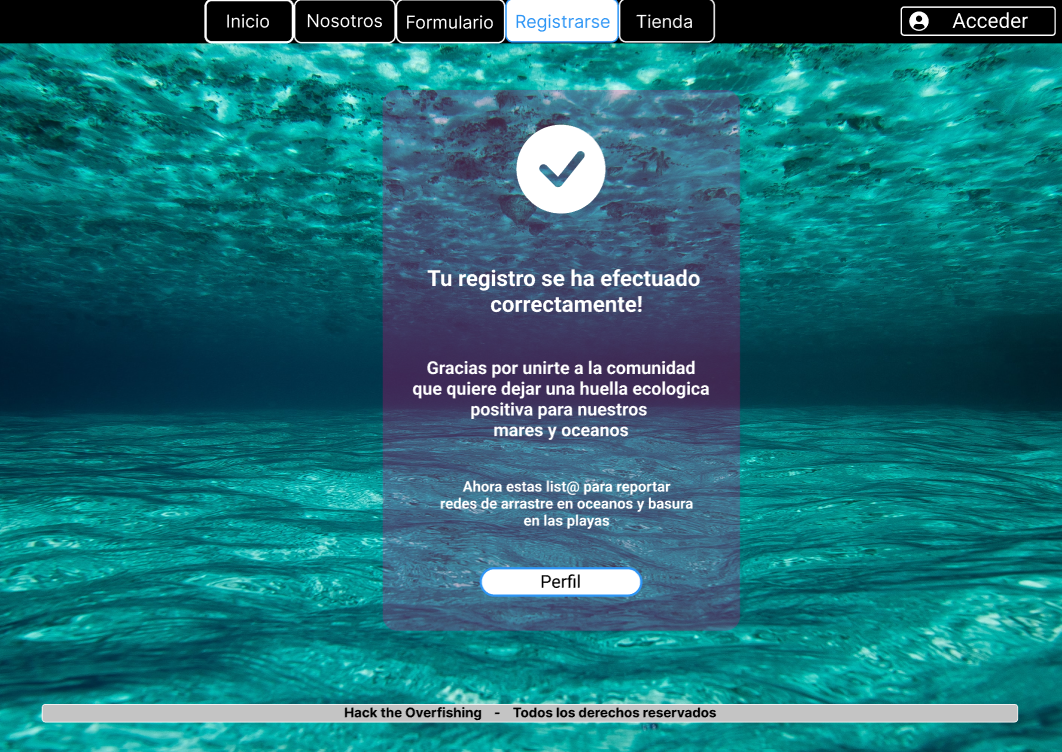 Inicio
Nosotros
Formulario
Registrarse
Tienda
Acceder
Tu registro se ha efectuado
correctamente!
Gracias por unirte a la comunidad
que quiere dejar una huella ecologica
positiva para nuestros
mares y oceanos
Ahora estas list@ para reportar
redes de arrastre en oceanos y basura
en las playas
Perfil
Hack the Overfishing - Todos los derechos reservados